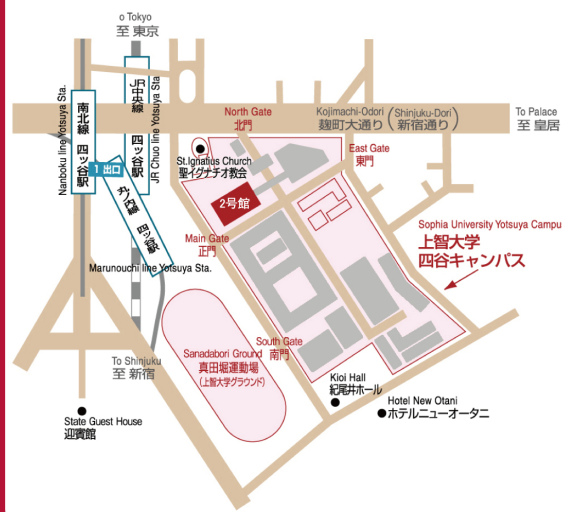 o Tokyo
至 東京
Nanboku line Yotsuya Sta.
南北線 四ッ谷駅
JR中央線 四ッ谷駅
JR Chuo line Yotsuya Sta
1 出口
丸ノ内線 四ッ谷駅
Marunouchi line Yotsuya Sta.
North Gate
北門
Kojimachi-Odori (Shinjuku-Dori)
麹町大通り(新宿通り)
To Palace
至 皇居
St.Ignatius Church
聖イグナチオ教会
East Gate
東門
2号館
Main Gate
正門
Sophia University Yotsuya Campu
上智大学
四谷キャンパス
South Gate
南門
Sanadabori Ground
真田堀運動場
(上智大学グラウンド)
To Shinjuku
至 新宿
Kioi Hall
紀尾井ホール
Hotel New Otani
ホテルニューオータニ
State Guest House
迎賓館